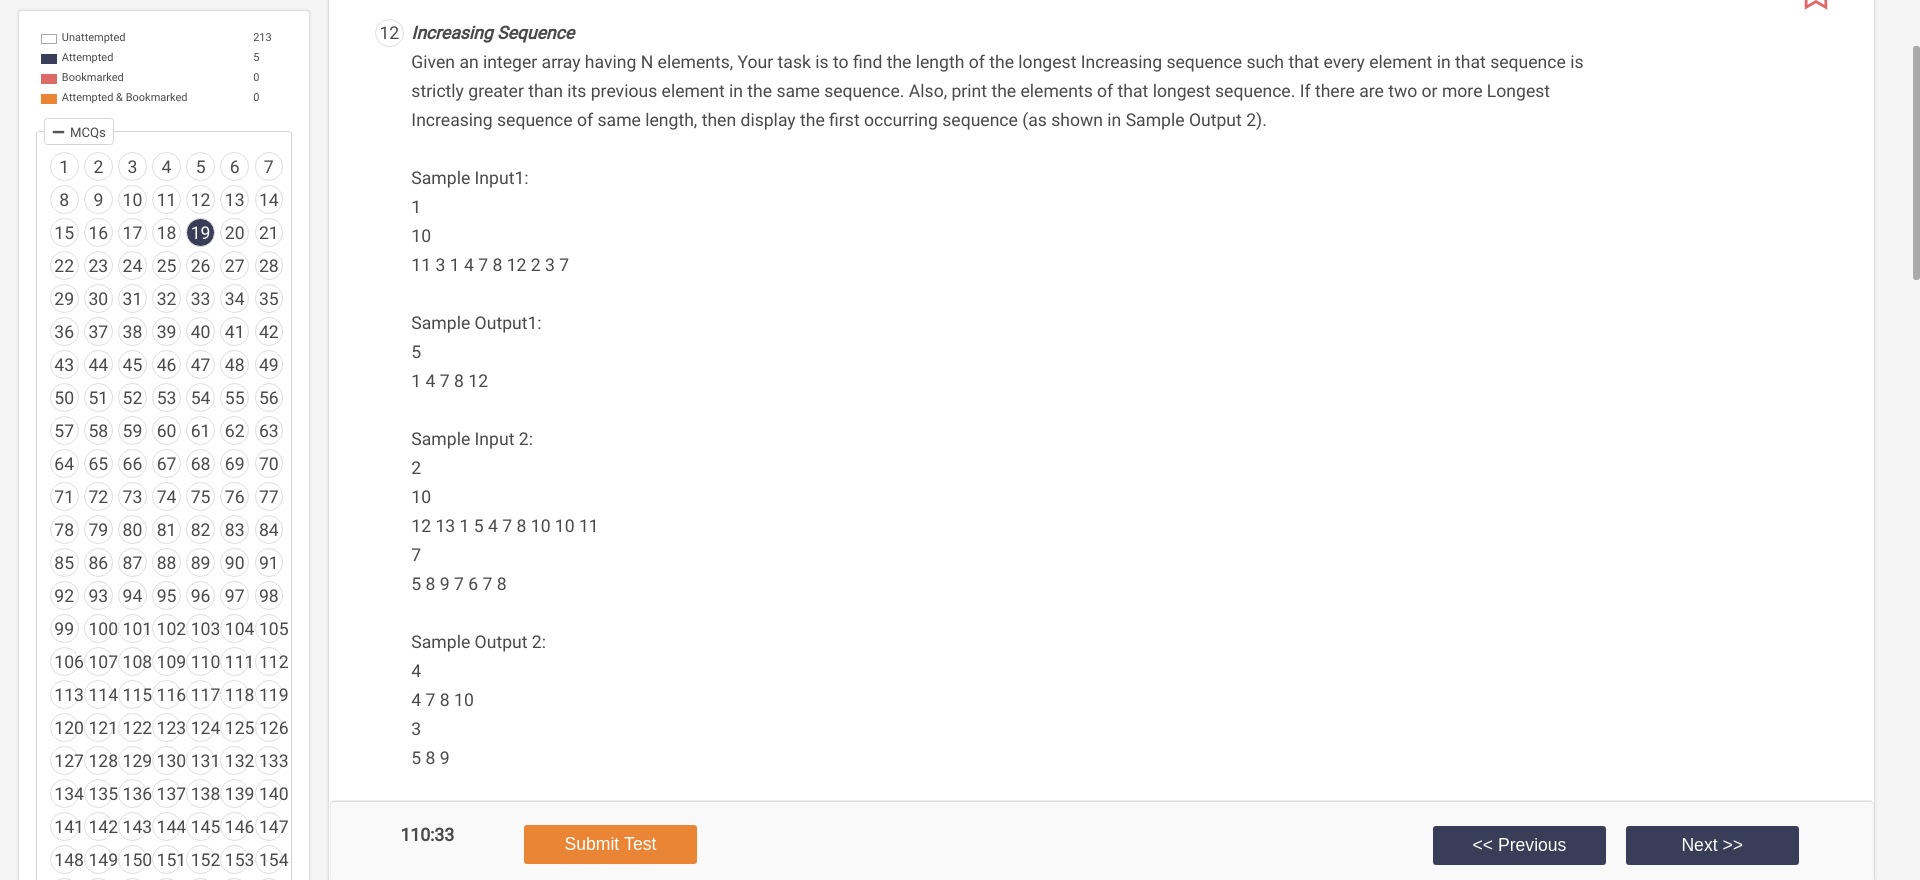 Unattempted 213
Attempted 5
Bookmarked 0
Attempted & Bookmarked 0
MCQs
1 2 3 4 5 6 7
8 9 10 11 12 13 14
15 16 17 18 19 20 21
22 23 24 25 26 27 28
29 30 31 32 33 34 35
36 37 38 39 40 41 42
43 44 45 46 47 48 49
50 51 52 53 54 55 56
57 58 59 60 61 62 63
64 65 66 67 68 69 70
71 72 73 74 75 76 77
78 79 80 81 82 83 84
85 86 87 88 89 90 91
92 93 94 95 96 97 98
99 100 101 102 103 104 105
106 107 108 109 110 111 112
113 114 115 116 117 118 119
120 121 122 123 124 125 126
127 128 129 130 131 132 133
134 135 136 137 138 139 140
141 142 143 144 145 146 147
148 149 150 151 152 153 154
12 Increasing Sequence
Given an integer array having N elements, Your task is to find the length of the longest Increasing sequence such that every element in that sequence is
strictly greater than its previous element in the same sequence. Also, print the elements of that longest sequence. If there are two or more Longest
Increasing sequence of same length, then display the first occurring sequence (as shown in Sample Output 2).
Sample Input1:
1
10
11 3 1 4 7 8 12 2 3 7
Sample Output1:
5
1 4 7 8 12
Sample Input 2:
2
10
12 13 1 5 4 7 8 10 10 11
7
5 8 9 7 6 7 8
Sample Output 2:
4
4 7 8 10
3
5 8 9
110:33
Submit Test
<< Previous
Next >>